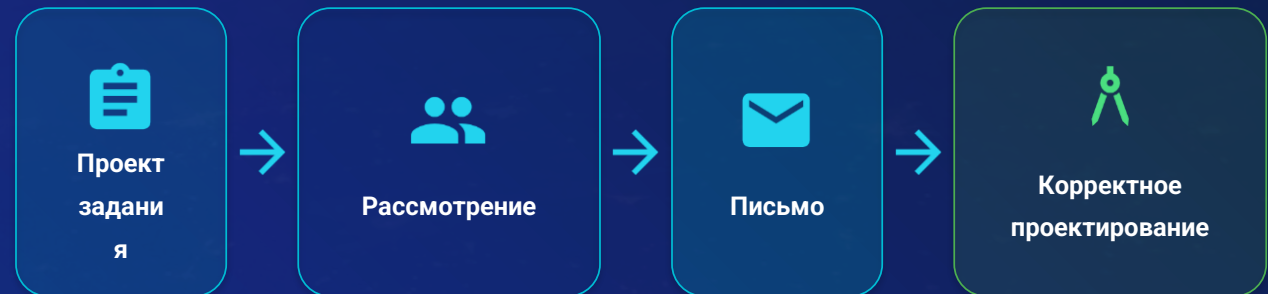 Проект
задани
я
Рассмотрение
Письмо
Корректное
проектирование